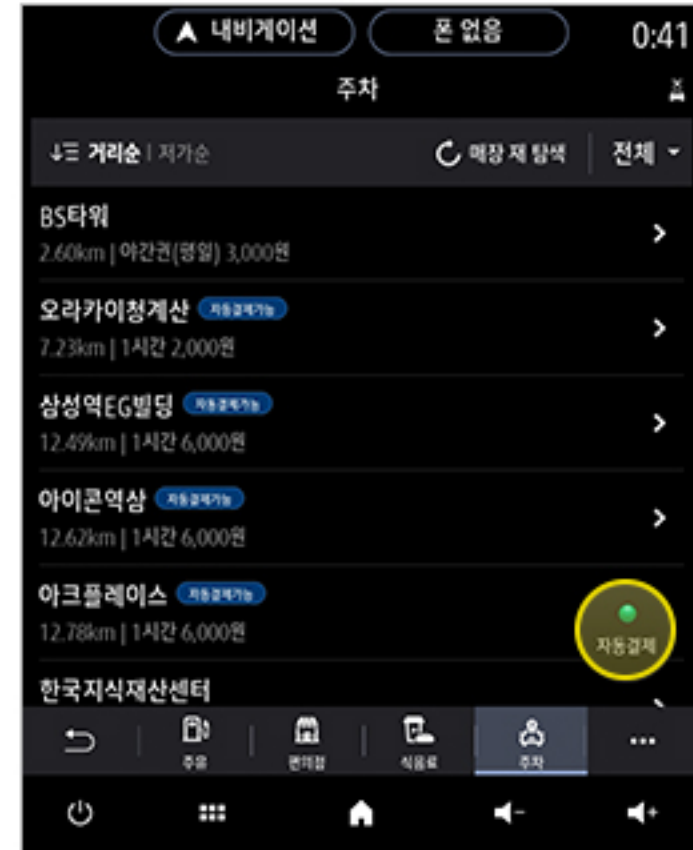 내비게이션 폰 없음 0:41
주차
거리순 | 저가순 매장 재 탐색 전체
BS타워
2.60km | 야간권(평일) 3,000원
오라카이청계산 자동결제가능
7.23km | 1시간 2,000원
삼성역EG빌딩 자동결제가능
12.49km | 1시간 6,000원
아이콘역삼 자동결제가능
12.62km | 1시간 6,000원
아크플레이스 자동결제가능
12.78km | 1시간 6,000원
자동결제
한국지식재산센터
주유 편의점 식음료 주차